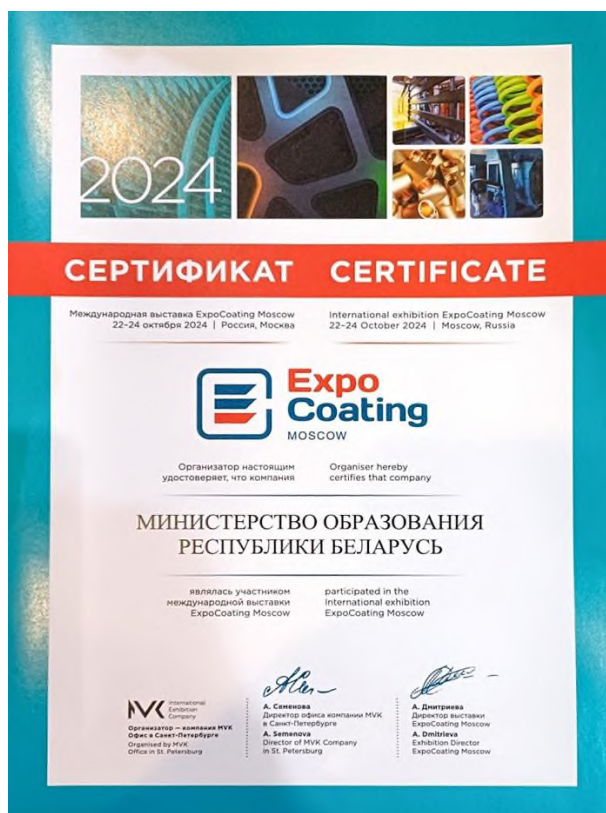 2024
СЕРТИФИКАТ CERTIFICATE
Международная выставка ExpoCoating Moscow
22–24 октября 2024 | Россия, Москва
International exhibition ExpoCoating Moscow
22–24 October 2024 | Moscow, Russia
Expo
Coating
MOSCOW
Организатор настоящим
удостоверяет, что компания
Organiser hereby
certifies that company
МИНИСТЕРСТВО ОБРАЗОВАНИЯ
РЕСПУБЛИКИ БЕЛАРУСЬ
являлась участником
международной выставки
ExpoCoating Moscow
participated in the
International exhibition
ExpoCoating Moscow
MVK
International
Exhibition
Company
Организатор — компания MVK
Офис в Санкт-Петербурге
Organised by MVK
Office in St. Petersburg
А. Семенова
Директор офиса компании MVK
в Санкт-Петербурге
A. Semenova
Director of MVK Company
in St. Petersburg
А. Дмитриева
Директор выставки
ExpoCoating Moscow
A. Dmitrieva
Exhibition Director
ExpoCoating Moscow